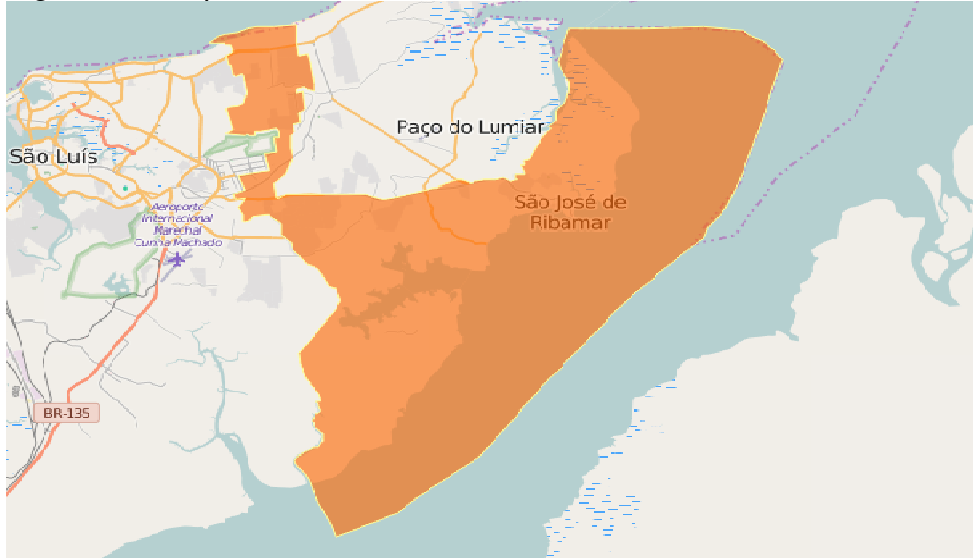 Paço do Lumiar
São Luís
São José de
Ribamar
Aeroporto
Internacional
Marechal
Cunha Machado
BR-135